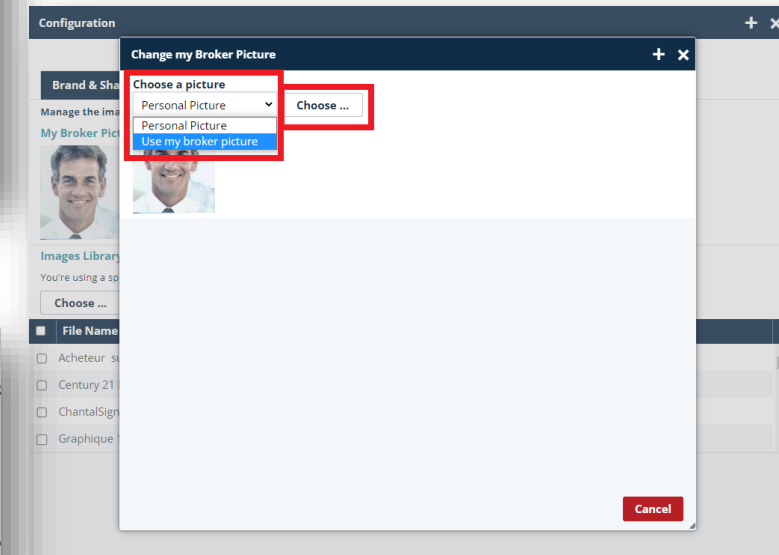 Configuration
Change my Broker Picture
Choose a picture
Personal Picture
Choose ...
Personal Picture
Use my broker picture
Brand & Sha
Manage the ima
My Broker Pict
Images Library
You're using a sp
Choose ...
File Name
Acheteur su
Century 21
ChantalSign
Graphique
Cancel